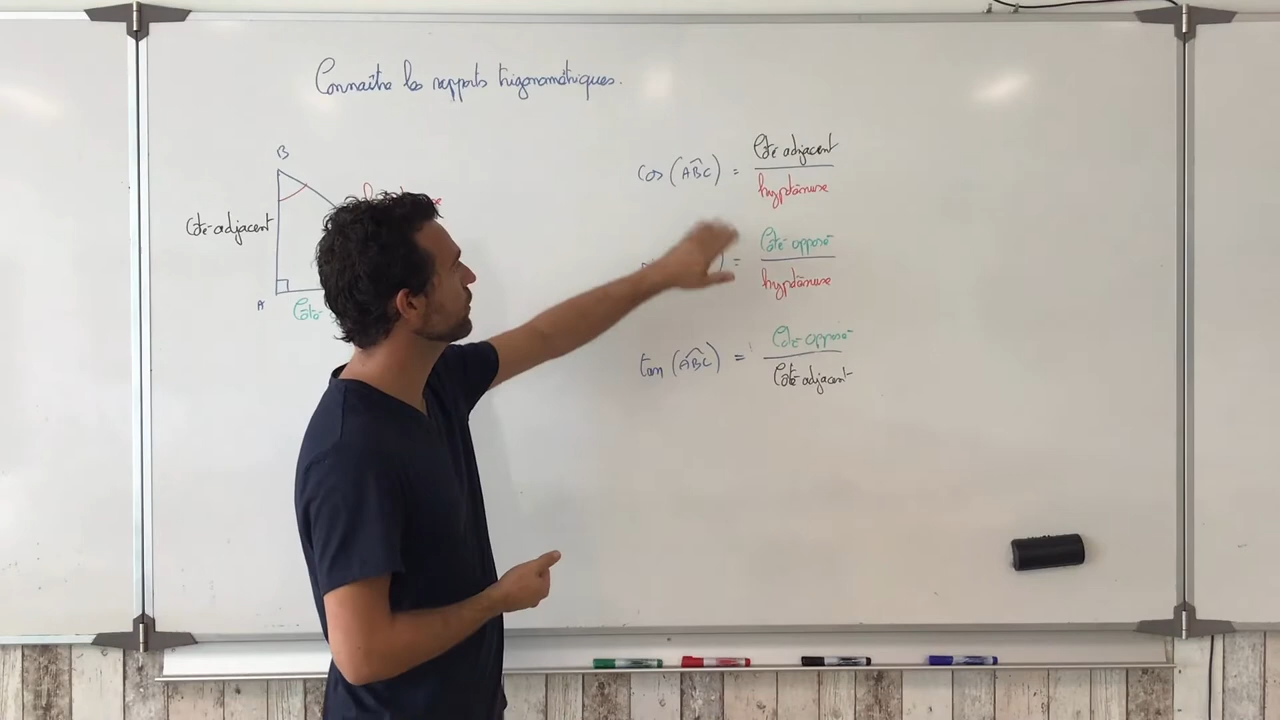 Connaître les rapports trigonométriques.
B
Côté adjacent
A
Côté
cos (ABC) = Côté adjacent
hypoténuse
) = Côté opposé
hypoténuse
tan (ABC) = Côté opposé
Côté adjacent